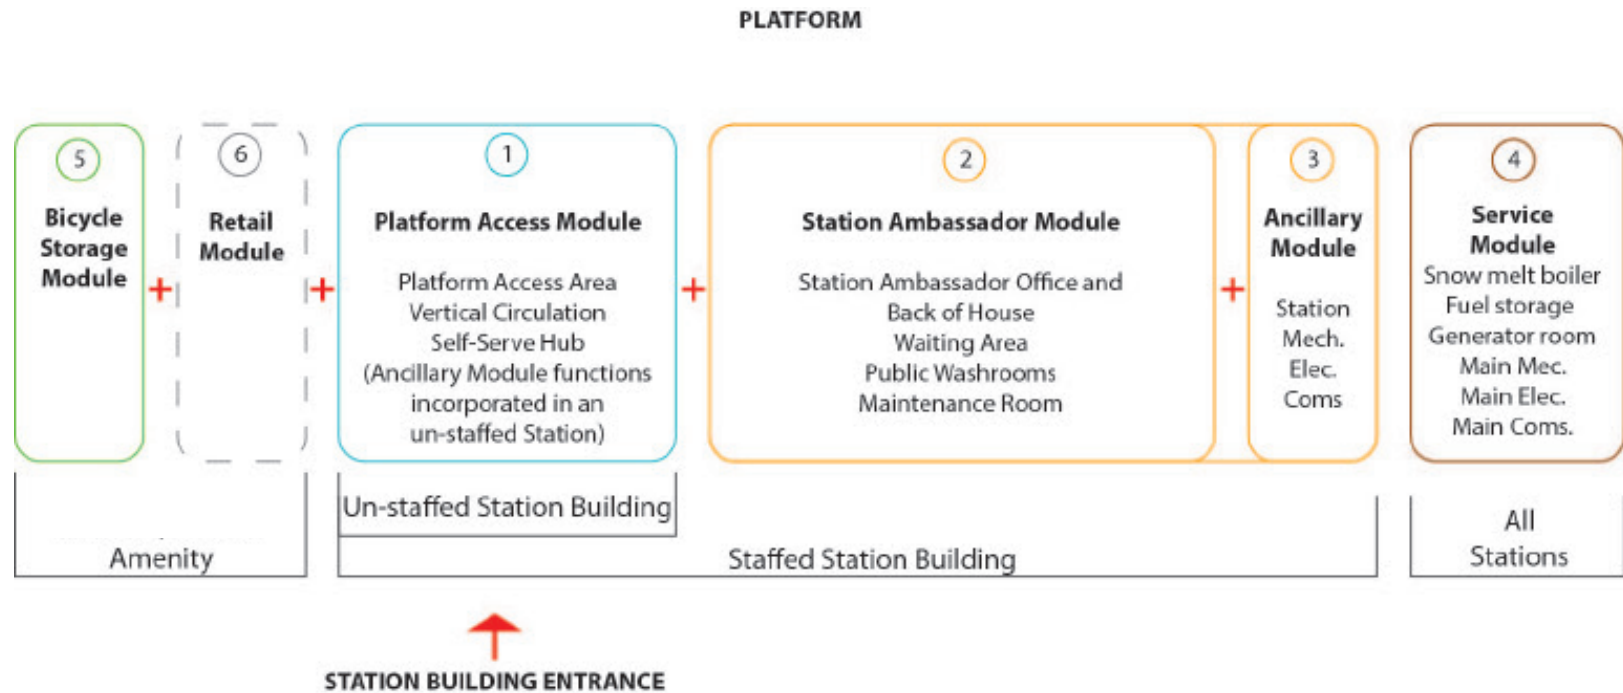 PLATFORM
5
Bicycle
Storage
Module
+
6
Retail
Module
+
1
Platform Access Module
Platform Access Area
Vertical Circulation
Self-Serve Hub
(Ancillary Module functions
incorporated in an
un-staffed Station)
+
2
Station Ambassador Module
Station Ambassador Office and
Back of House
Waiting Area
Public Washrooms
Maintenance Room
+
3
Ancillary
Module
Station
Mech.
Elec.
Coms
4
Service
Module
Snow melt boiler
Fuel storage
Generator room
Main Mec.
Main Elec.
Main Coms.
Amenity
Un-staffed Station Building
Staffed Station Building
All
Stations
STATION BUILDING ENTRANCE